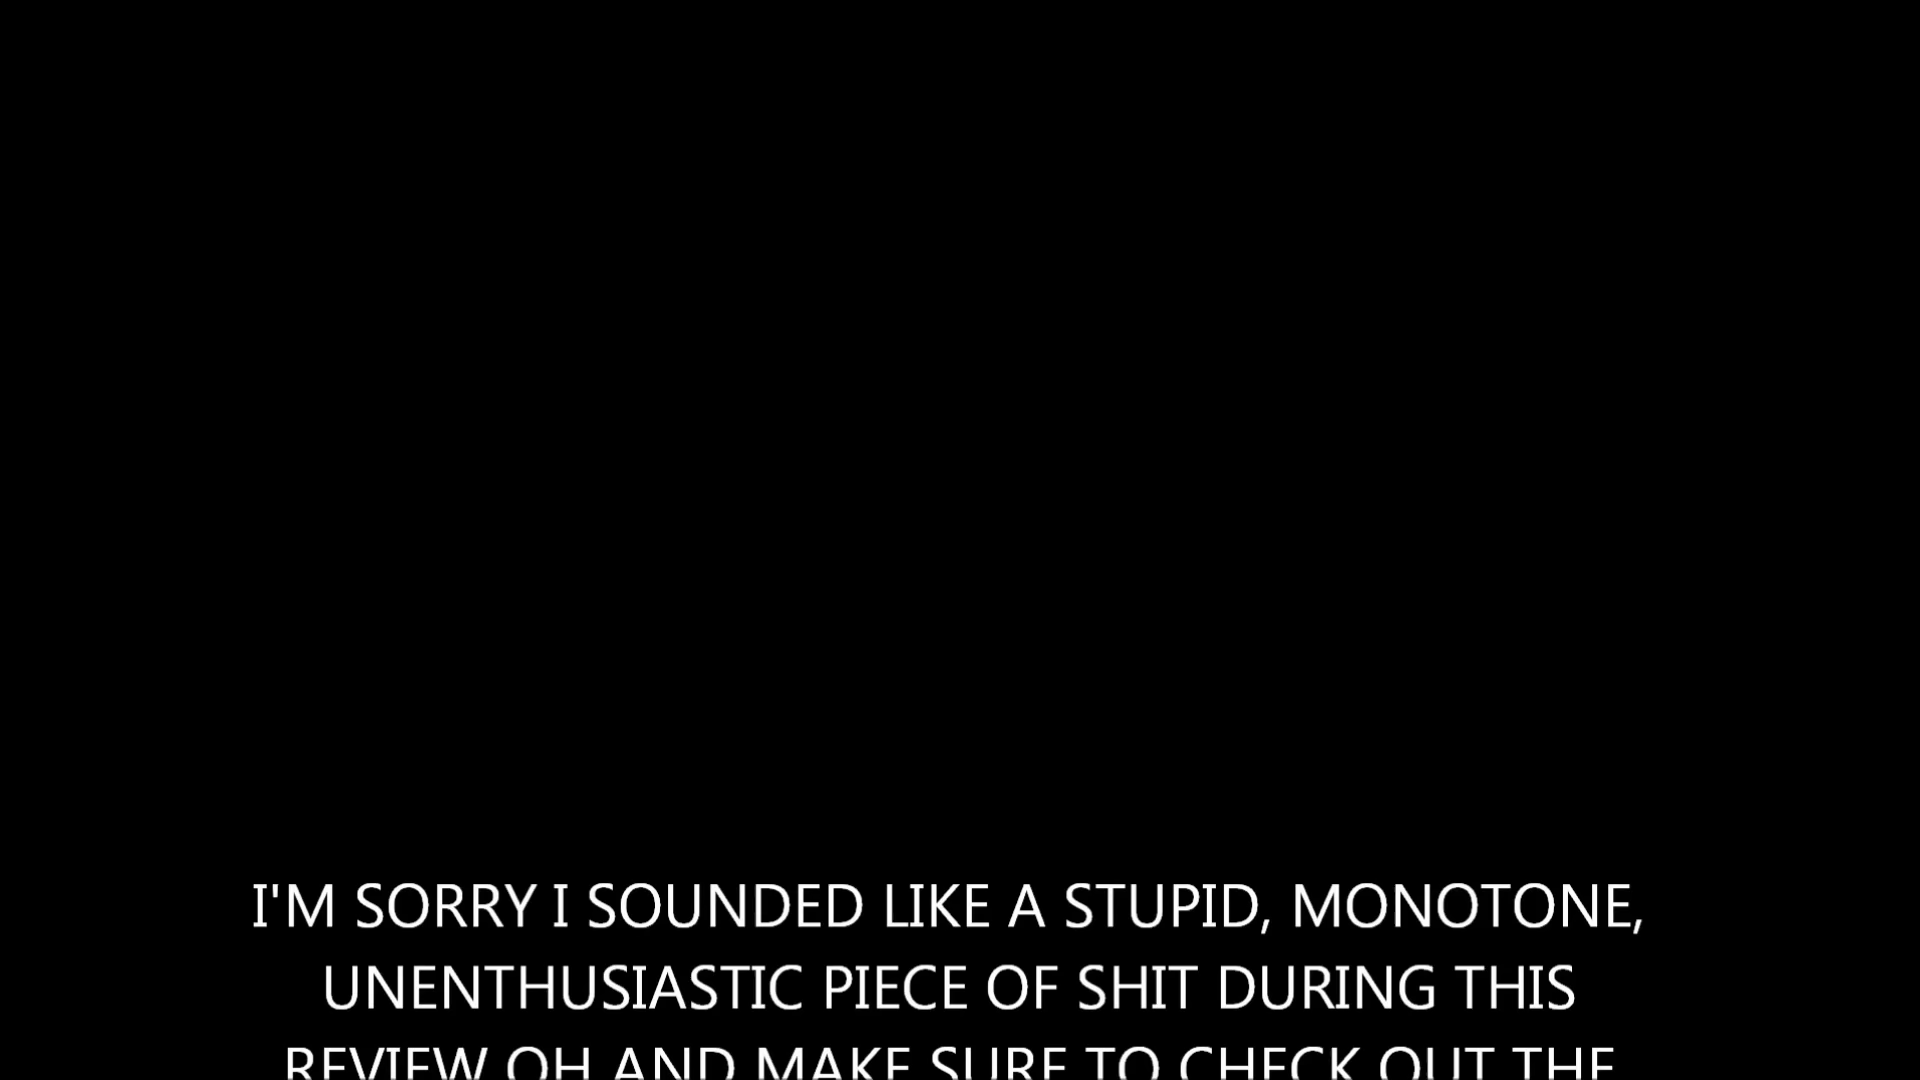 I'M SORRY I SOUNDED LIKE A STUPID, MONOTONE,
UNENTHUSIASTIC PIECE OF SHIT DURING THIS
REVIEW OH AND MAKE SURE TO CHECK OUT THE